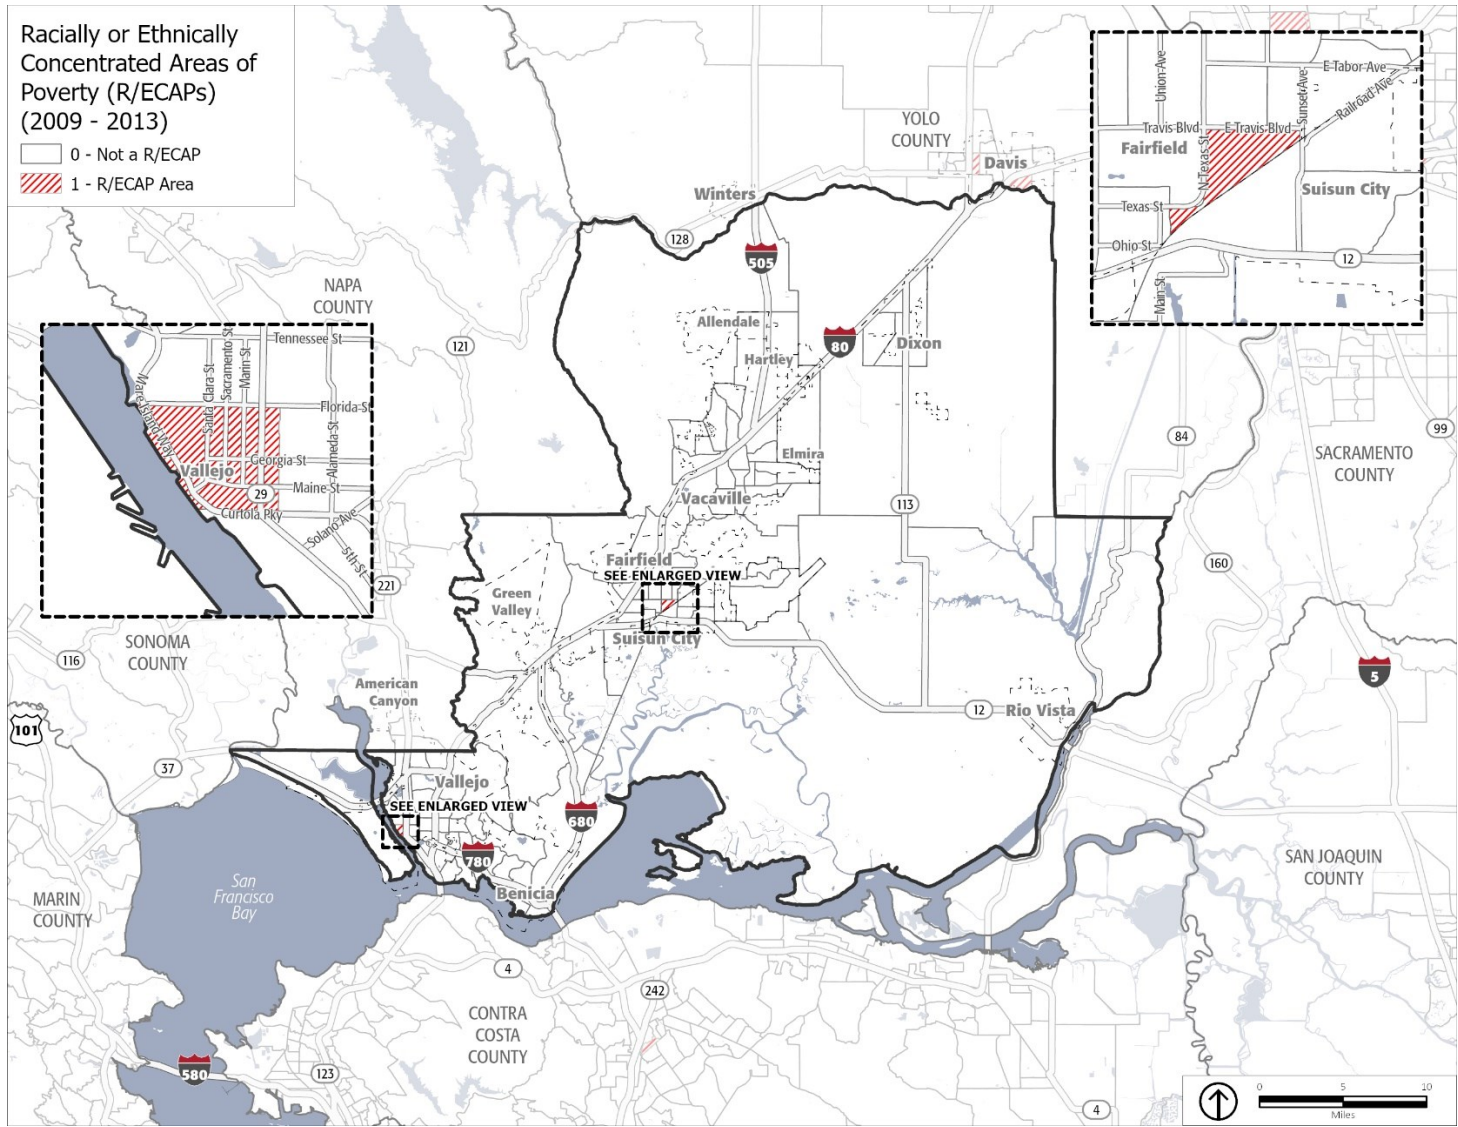 Racially or Ethnically
Concentrated Areas of
Poverty (R/ECAPs)
(2009 - 2013)
0 - Not a R/ECAP
1 - R/ECAP Area
E Tabor Ave
Union Ave
Sunset Ave
Railroad Ave
Travis Blvd
E Travis Blvd
Fairfield
N Texas St
Suisun City
Texas St
Ohio St
12
Main St
YOLO
COUNTY
Davis
Winters
128
505
NAPA
COUNTY
121
Allendale
Hartley
80
Dixon
Tennessee St
Sacramento St
Marin St
Santa Clara St
Mare Island Way
Florida St
Alameda St
Georgia St
Vallejo
Maine St
29
Curtola Pky
Solano Ave
5th St
221
84
99
SACRAMENTO
COUNTY
Elmira
Vacaville
113
160
Fairfield
SEE ENLARGED VIEW
Green
Valley
Suisun City
SONOMA
COUNTY
116
American
Canyon
5
101
12
Rio Vista
37
Vallejo
SEE ENLARGED VIEW
680
780
Benicia
San
Francisco
Bay
MARIN
COUNTY
SAN JOAQUIN
COUNTY
4
242
CONTRA
COSTA
COUNTY
580
123
4
0 5 10
Miles